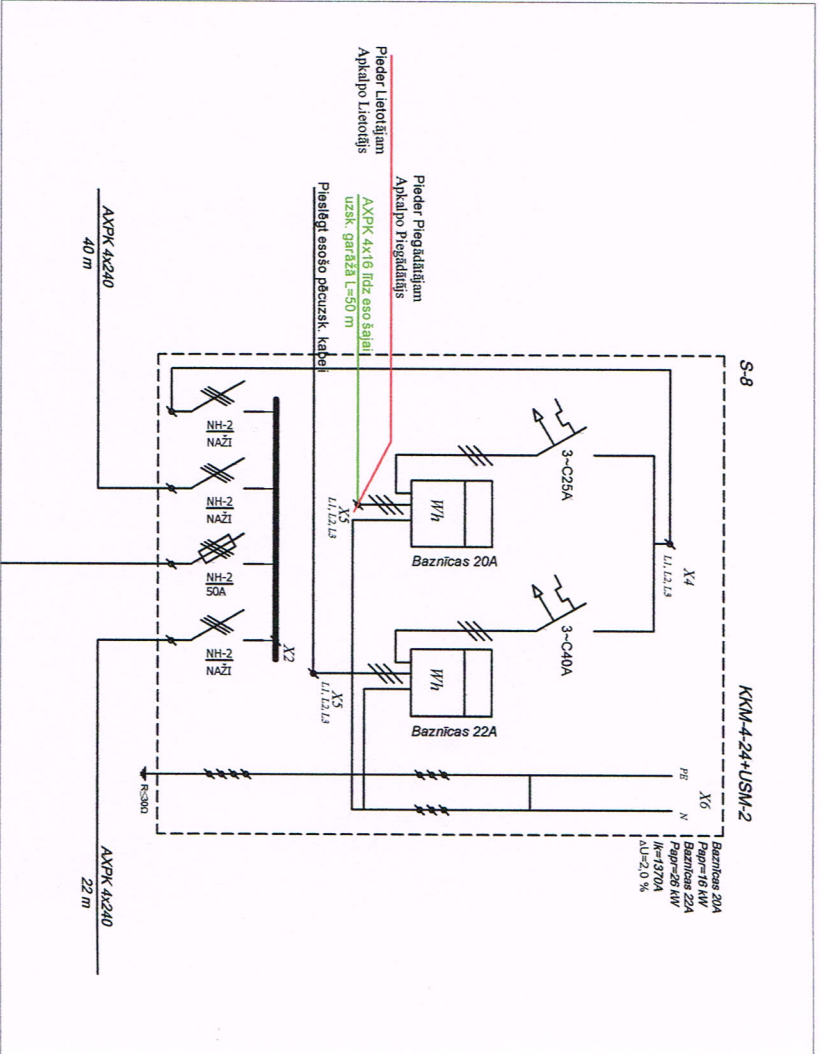 S-8
KKM-4-24+USM-2
Baznīcas 20A
Papr=16 kW
Baznīcas 22A
Papr=26 kW
Ik=1370A
ΔU=2,0 %
X4
L1, L2, L3
X6
PE
N
3~C25A
3~C40A
Wh
Baznīcas 20A
Wh
Baznīcas 22A
Pieder Piegādātājam
Apkalpo Piegādātājs
Pieder Lietotājam
Apkalpo Lietotājs
AXPK 4x16 līdz eso šajai
uzsk. garāžā L=50 m
Pieslēgt esošo pēcuzsk. kabeli
X5
L1, L2, L3
X5
L1, L2, L3
X2
NH-2
NAŽI
NH-2
NAŽI
NH-2
50A
NH-2
NAŽI
R≤30Ω
AXPK 4x240
40 m
AXPK 4x240
22 m